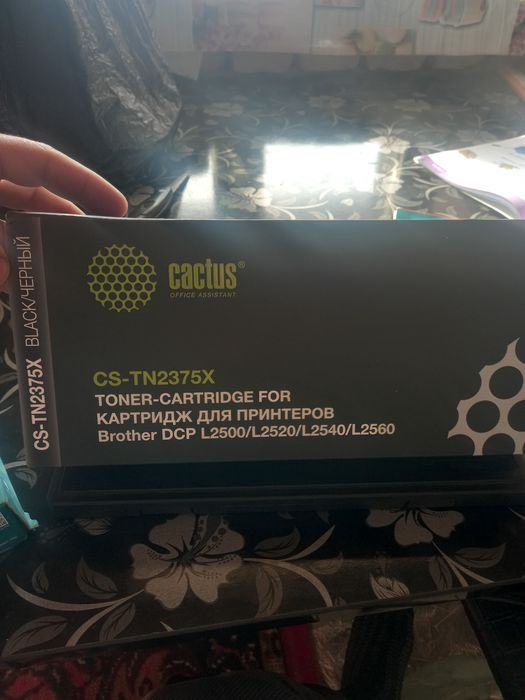 cactus®
OFFICE ASSISTANT
CS-TN2375X
TONER-CARTRIDGE FOR
КАРТРИДЖ ДЛЯ ПРИНТЕРОВ
Brother DCP L2500/L2520/L2540/L2560
CS-TN2375X BLACK/ЧЕРНЫЙ